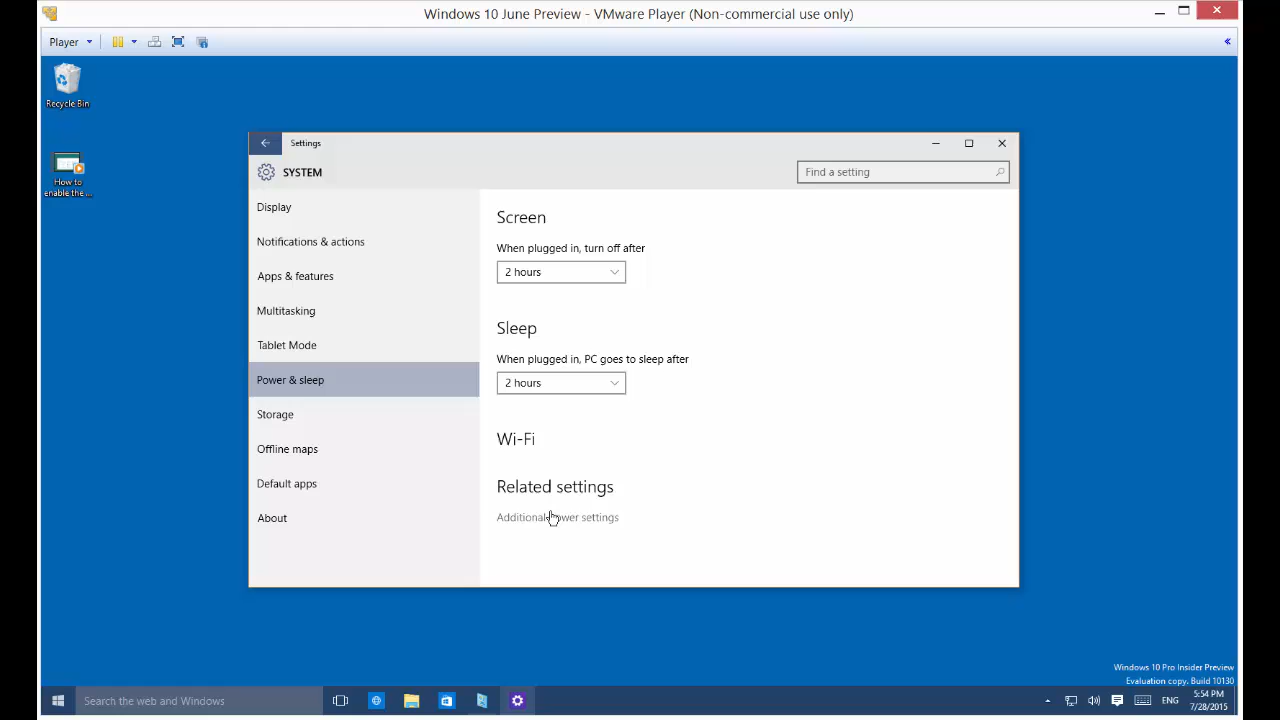 Windows 10 June Preview - VMware Player (Non-commercial use only)
Player
«
Recycle Bin
How to
enable the ...
Settings
SYSTEM
Find a setting
Display
Notifications & actions
Apps & features
Multitasking
Tablet Mode
Power & sleep
Storage
Offline maps
Default apps
About
Screen
When plugged in, turn off after
2 hours
Sleep
When plugged in, PC goes to sleep after
2 hours
Wi-Fi
Related settings
Additional power settings
Windows 10 Pro Insider Preview
Evaluation copy. Build 10130
Search the web and Windows
ENG
5:54 PM
7/28/2015